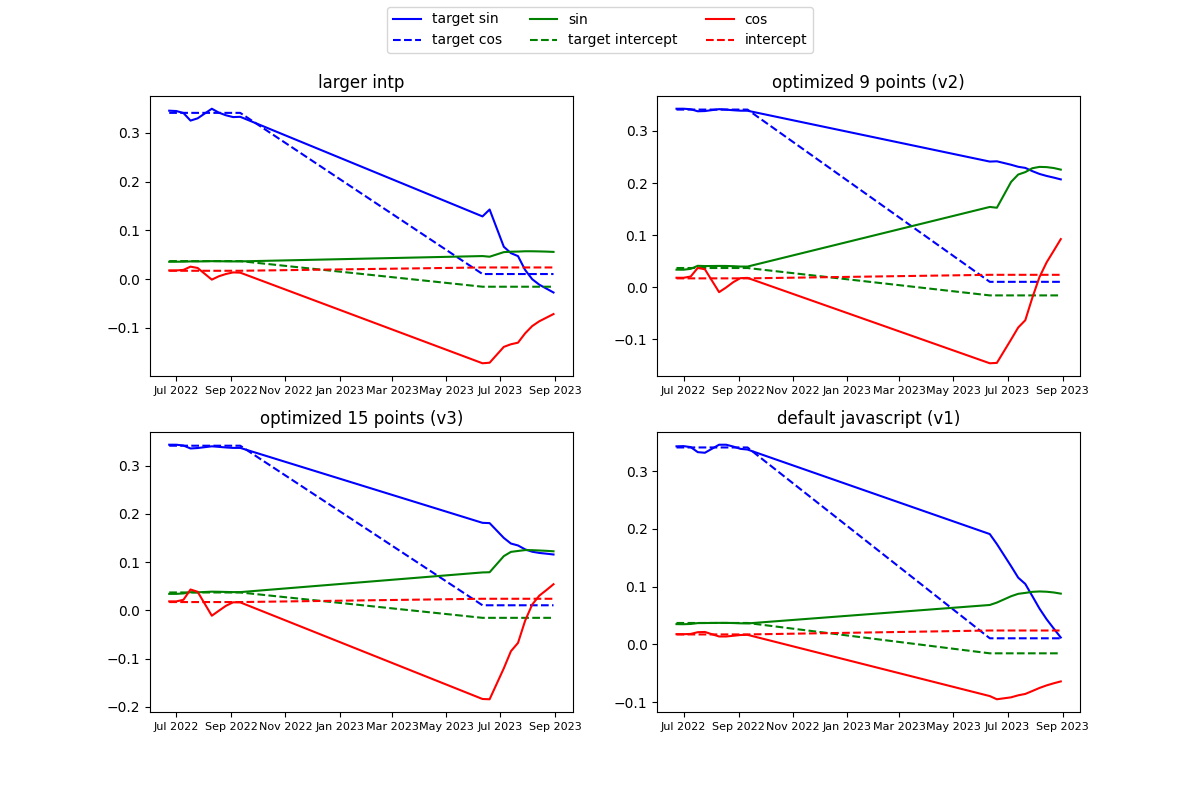 target sin sin cos
target cos target intercept intercept
larger intp
0.3
0.2
0.1
0.0
−0.1
Jul 2022 Sep 2022 Nov 2022 Jan 2023 Mar 2023 May 2023 Jul 2023 Sep 2023
optimized 9 points (v2)
0.3
0.2
0.1
0.0
−0.1
Jul 2022 Sep 2022 Nov 2022 Jan 2023 Mar 2023 May 2023 Jul 2023 Sep 2023
optimized 15 points (v3)
0.3
0.2
0.1
0.0
−0.1
−0.2
Jul 2022 Sep 2022 Nov 2022 Jan 2023 Mar 2023 May 2023 Jul 2023 Sep 2023
default javascript (v1)
0.3
0.2
0.1
0.0
−0.1
Jul 2022 Sep 2022 Nov 2022 Jan 2023 Mar 2023 May 2023 Jul 2023 Sep 2023